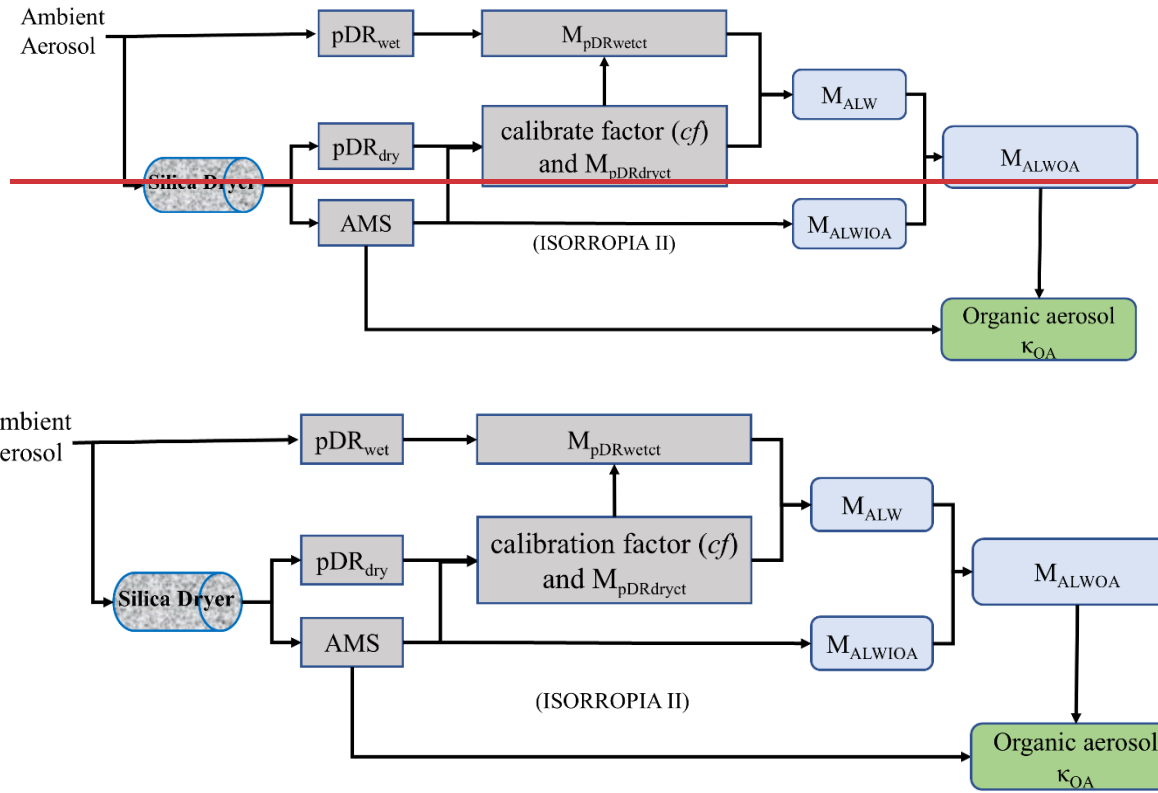 Ambient
Aerosol
pDRwet
MpDRwetct
MALW
calibrate factor (cf)
and MpDRdryct
pDRdry
MALWOA
Silica Dryer
AMS
MALWIOA
(ISORROPIA II)
Organic aerosol
κOA
mbient
erosol
pDRwet
MpDRwetct
MALW
calibration factor (cf)
and MpDRdryct
pDRdry
MALWOA
Silica Dryer
AMS
MALWIOA
(ISORROPIA II)
Organic aerosol
κOA